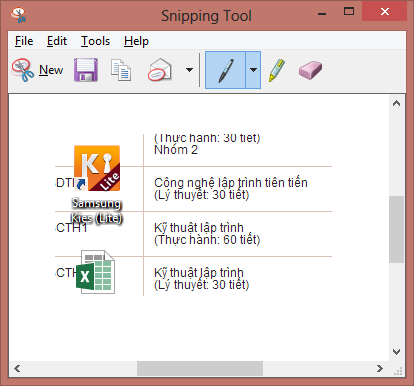 Snipping Tool
File Edit Tools Help
New
(Thực hành: 30 tiết)
Nhóm 2
Ki
Lite
Samsung
Kies (Lite)
Công nghệ lập trình tiên tiến
(Lý thuyết: 30 tiết)
CTH1
Kỹ thuật lập trình
(Thực hành: 60 tiết)
Kỹ thuật lập trình
(Lý thuyết: 30 tiết)
X